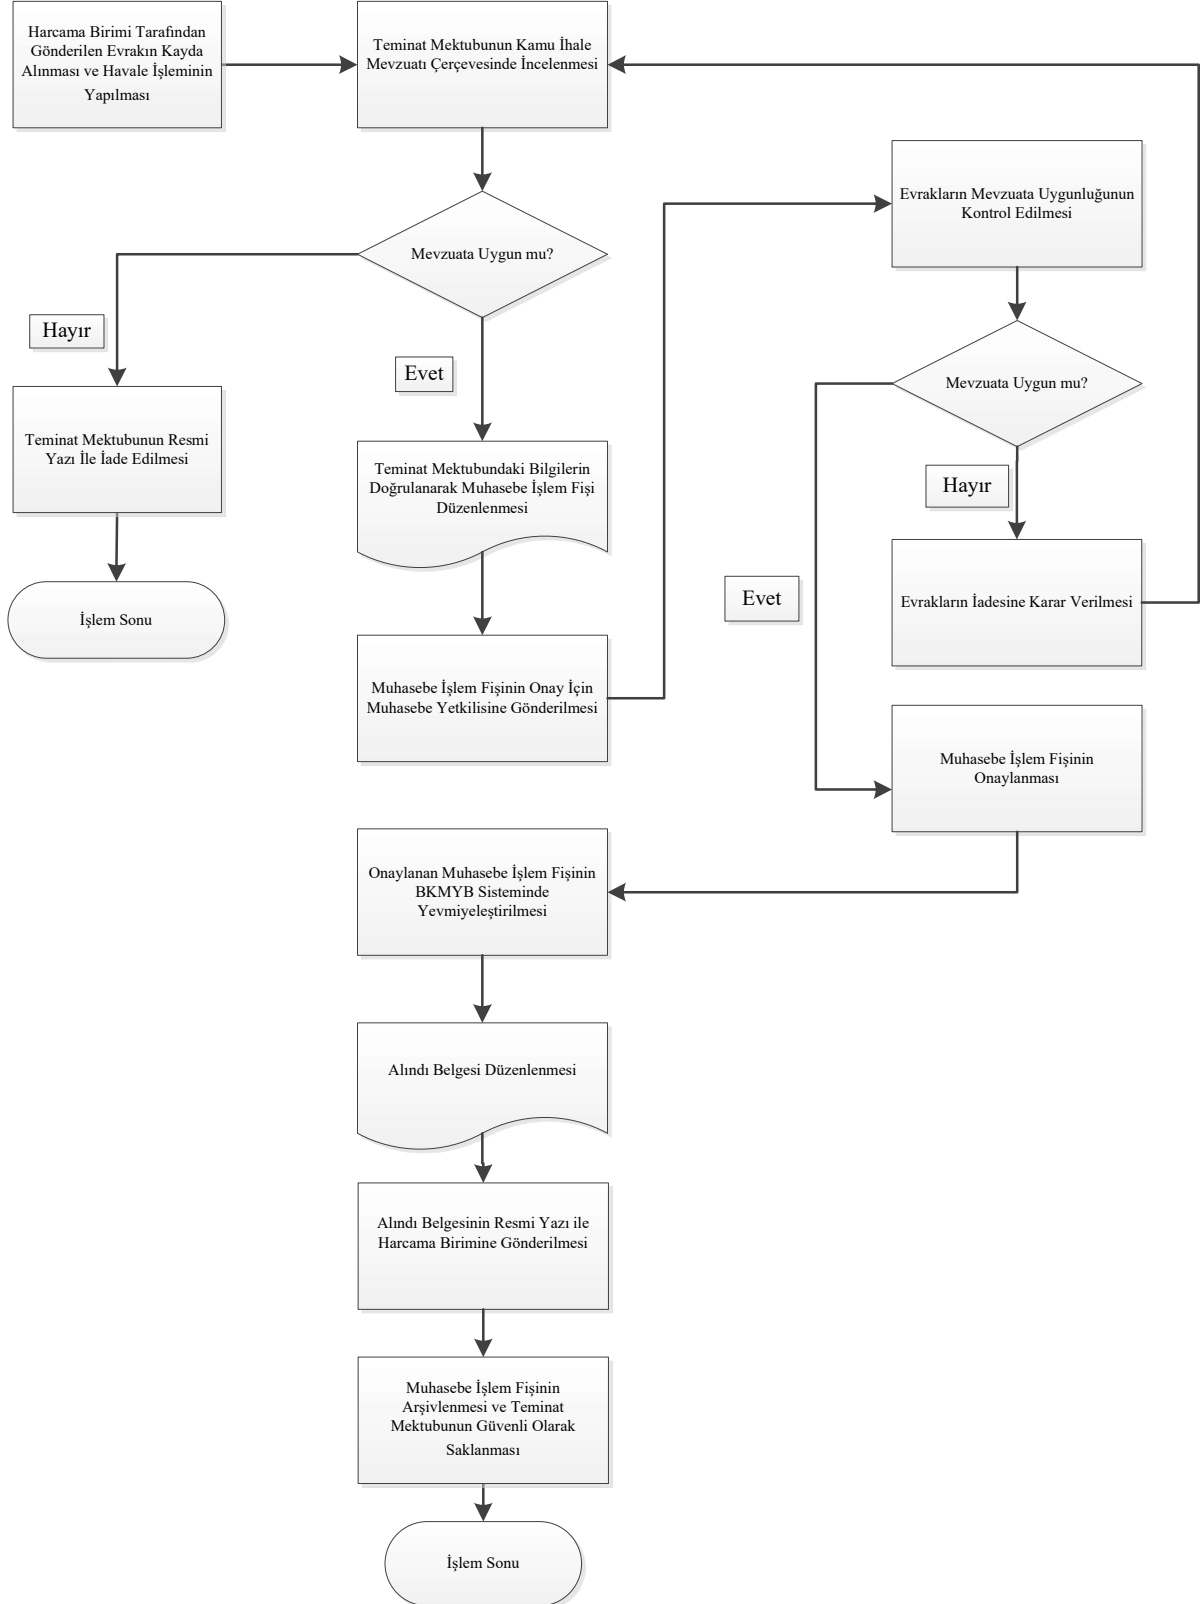 Harcama Birimi Tarafından
Gönderilen Evrakın Kayda
Alınması ve Havale İşleminin
Yapılması
Teminat Mektubunun Kamu İhale
Mevzuatı Çerçevesinde İncelenmesi
Mevzuata Uygun mu?
Hayır
Teminat Mektubunun Resmi
Yazı İle İade Edilmesi
İşlem Sonu
Evet
Teminat Mektubundaki Bilgilerin
Doğrulanarak Muhasebe İşlem Fişi
Düzenlenmesi
Muhasebe İşlem Fişinin Onay İçin
Muhasebe Yetkilisine Gönderilmesi
Evrakların Mevzuata Uygunluğunun
Kontrol Edilmesi
Mevzuata Uygun mu?
Hayır
Evrakların İadesine Karar Verilmesi
Evet
Muhasebe İşlem Fişinin
Onaylanması
Onaylanan Muhasebe İşlem Fişinin
BKMYB Sisteminde
Yevmiyeleştirilmesi
Alındı Belgesi Düzenlenmesi
Alındı Belgesinin Resmi Yazı ile
Harcama Birimine Gönderilmesi
Muhasebe İşlem Fişinin
Arşivlenmesi ve Teminat
Mektubunun Güvenli Olarak
Saklanması
İşlem Sonu